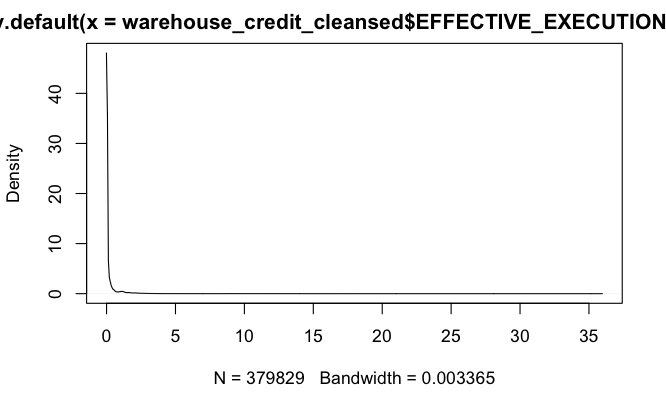 y.default(x = warehouse_credit_cleansed$EFFECTIVE_EXECUTION
Density
40
30
20
10
0
0 5 10 15 20 25 30 35
N = 379829 Bandwidth = 0.003365